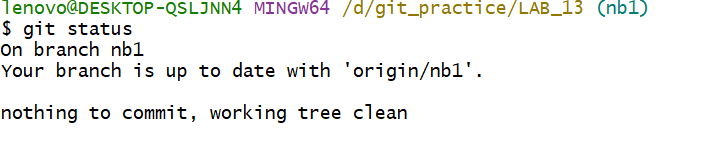 lenovo@DESKTOP-QSLJNN4 MINGW64 /d/git_practice/LAB_13 (nb1)
$ git status
On branch nb1
Your branch is up to date with 'origin/nb1'.
nothing to commit, working tree clean